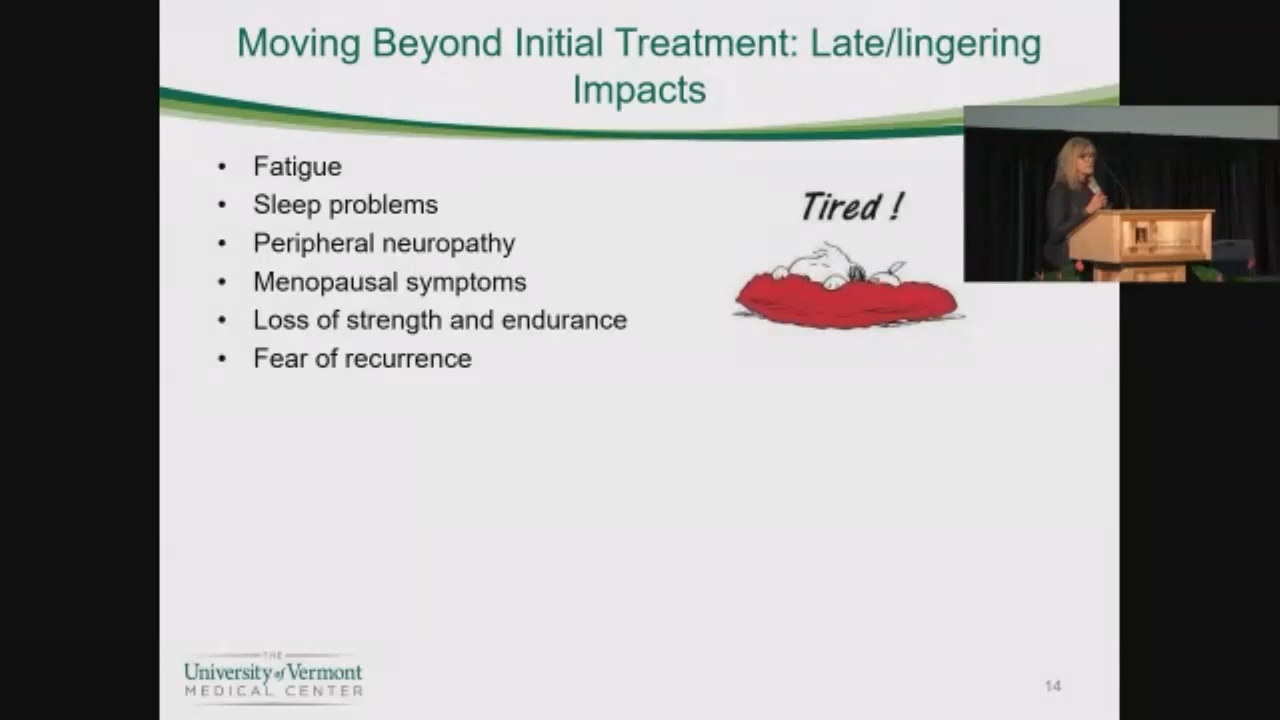 Moving Beyond Initial Treatment: Late/lingering
Impacts
• Fatigue
• Sleep problems
• Peripheral neuropathy
• Menopausal symptoms
• Loss of strength and endurance
• Fear of recurrence
Tired !
THE
University of Vermont
MEDICAL CENTER
14